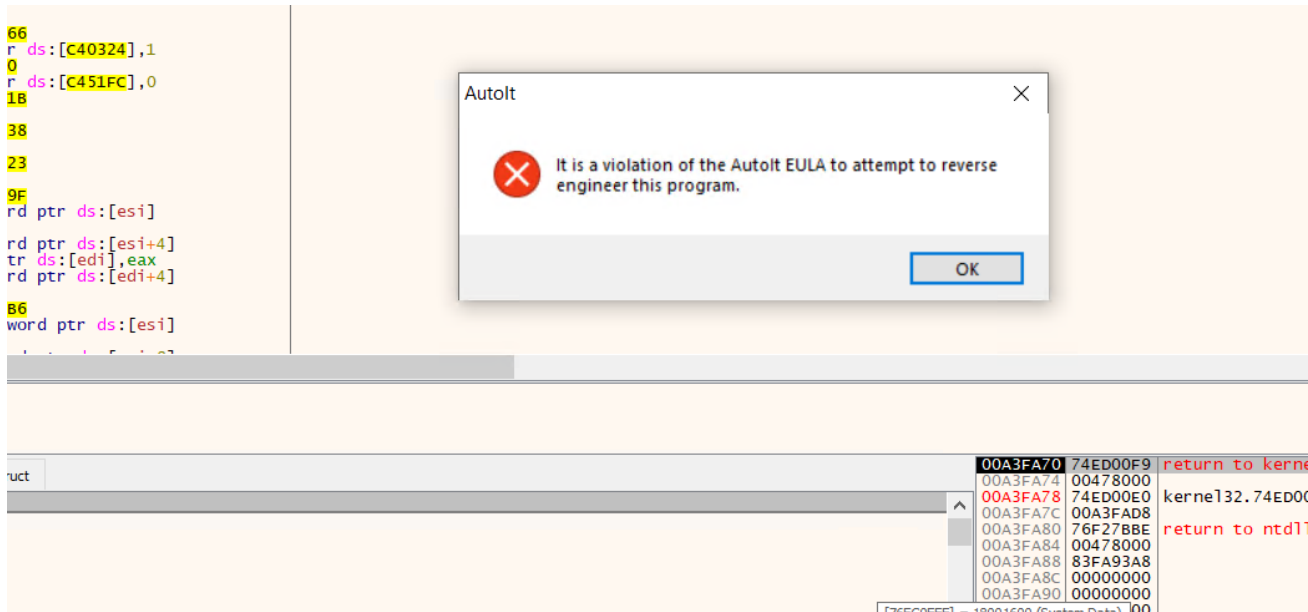 66
r ds:[C40324],1
0
r ds:[C451FC],0
1B
38
23
9F
rd ptr ds:[esi]
rd ptr ds:[esi+4]
tr ds:[edi],eax
rd ptr ds:[edi+4]
B6
word ptr ds:[esi]
AutoIt
It is a violation of the AutoIt EULA to attempt to reverse
engineer this program.
OK
ruct
00A3FA70 74ED00F9 return to kerne
00A3FA74 00478000
00A3FA78 74ED00E0 kernel32.74ED00
00A3FA7C 00A3FAD8
00A3FA80 76F27BBE return to ntdll
00A3FA84 00478000
00A3FA88 83FA93A8
00A3FA8C 00000000
00A3FA90 00000000